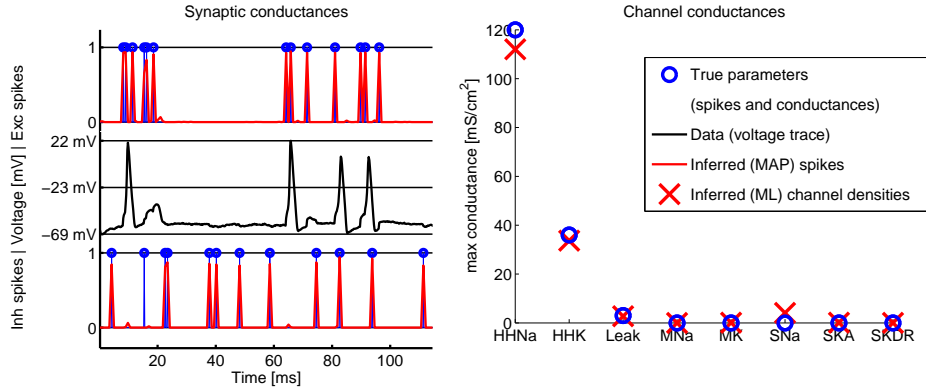 Synaptic conductances
Inh spikes | Voltage [mV] | Exc spikes
1
0
22 mV
−23 mV
−69 mV
1
0
20
40
60
80
100
Time [ms]
Channel conductances
max conductance [mS/cm²]
120
100
80
60
40
20
0
HHNa
HHK
Leak
MNa
MK
SNa
SKA
SKDR
True parameters
(spikes and conductances)
Data (voltage trace)
Inferred (MAP) spikes
Inferred (ML) channel densities